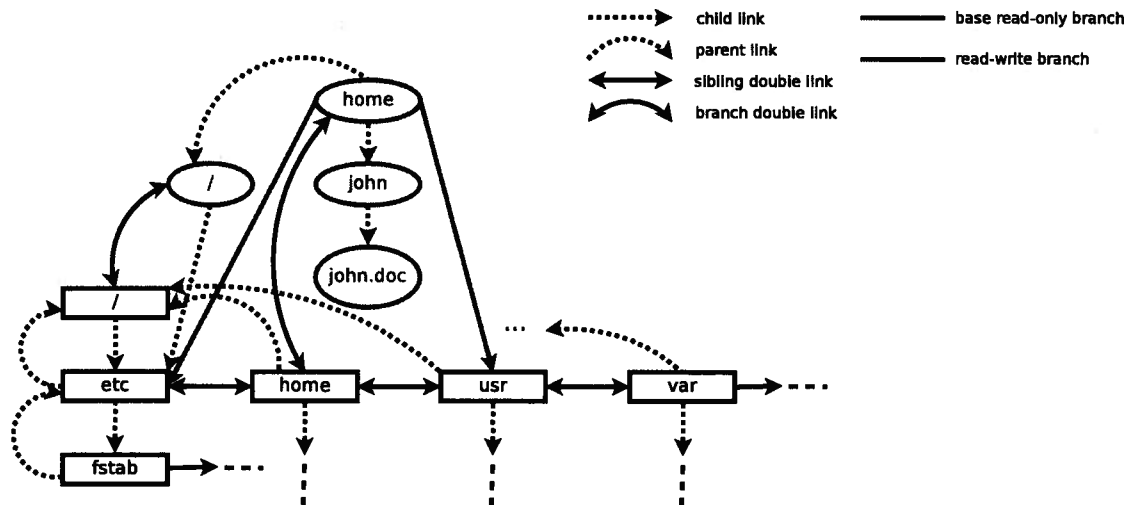 child link
base read-only branch
parent link
read-write branch
sibling double link
branch double link
home
/
john
john.doc
/
...
etc
home
usr
var
fstab